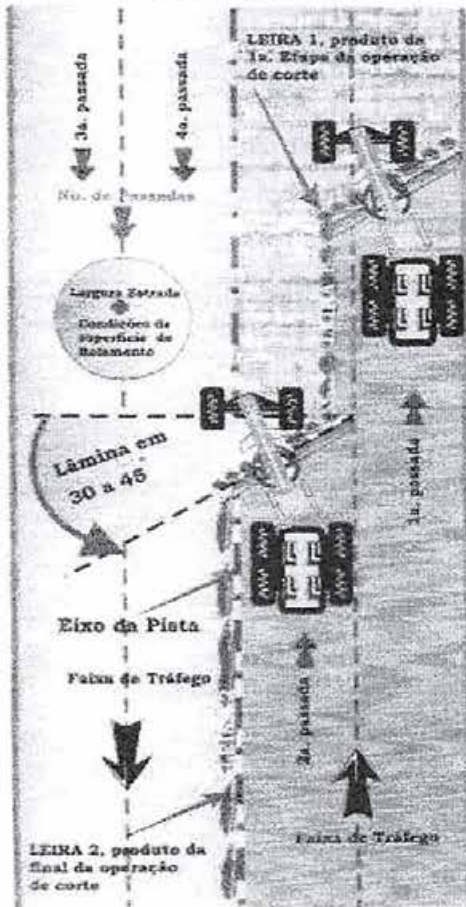 LEIRA 1, produto da
1a. Etapa da operação
de corte
3a. passada
4a. passada
No. de Passadas
Largura Estrada
Condições da
Superfície de
Rolamento
Lâmina em
30 a 45°
1a. passada
Eixo da Pista
Faixa de Tráfego
2a. passada
Faixa de Tráfego
LEIRA 2, produto da
final da operação
de corte